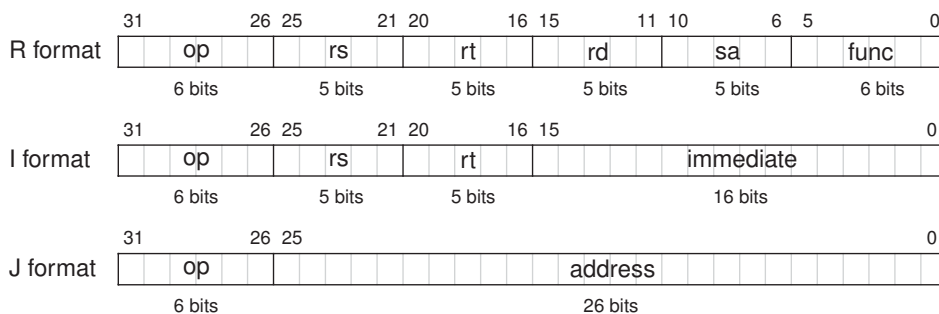 31 26 25 21 20 16 15 11 10 6 5 0
R format op rs rt rd sa func
6 bits 5 bits 5 bits 5 bits 5 bits 6 bits
31 26 25 21 20 16 15 0
I format op rs rt immediate
6 bits 5 bits 5 bits 16 bits
31 26 25 0
J format op address
6 bits 26 bits